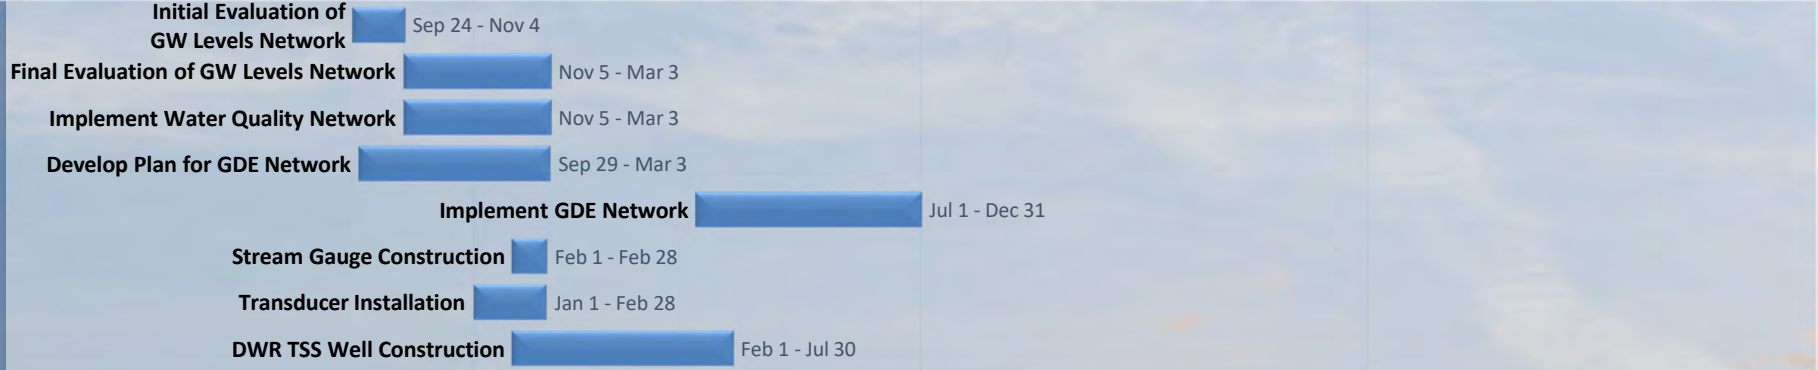 Initial Evaluation of
GW Levels Network
Sep 24 - Nov 4
Final Evaluation of GW Levels Network
Nov 5 - Mar 3
Implement Water Quality Network
Nov 5 - Mar 3
Develop Plan for GDE Network
Sep 29 - Mar 3
Implement GDE Network
Jul 1 - Dec 31
Stream Gauge Construction
Feb 1 - Feb 28
Transducer Installation
Jan 1 - Feb 28
DWR TSS Well Construction
Feb 1 - Jul 30